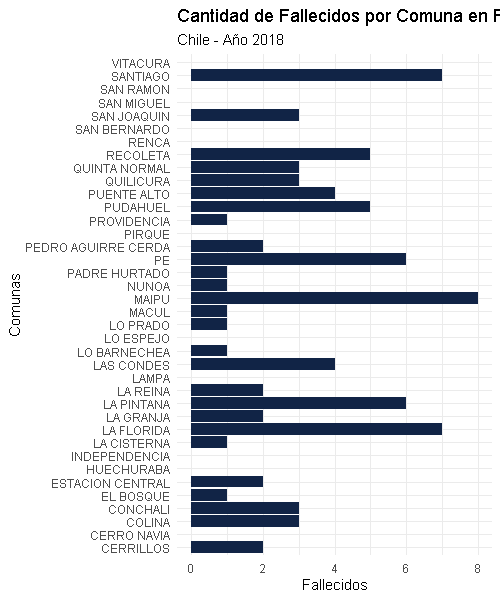 Cantidad de Fallecidos por Comuna en F
Chile - Año 2018
VITACURA
SANTIAGO
SAN RAMON
SAN MIGUEL
SAN JOAQUIN
SAN BERNARDO
RENCA
RECOLETA
QUINTA NORMAL
QUILICURA
PUENTE ALTO
PUDAHUEL
PROVIDENCIA
PIRQUE
PEDRO AGUIRRE CERDA
PE
PADRE HURTADO
NUNOA
MAIPU
MACUL
LO PRADO
LO ESPEJO
LO BARNECHEA
LAS CONDES
LAMPA
LA REINA
LA PINTANA
LA GRANJA
LA FLORIDA
LA CISTERNA
INDEPENDENCIA
HUECHURABA
ESTACION CENTRAL
EL BOSQUE
CONCHALI
COLINA
CERRO NAVIA
CERRILLOS
Comunas
0 2 4 6 8
Fallecidos